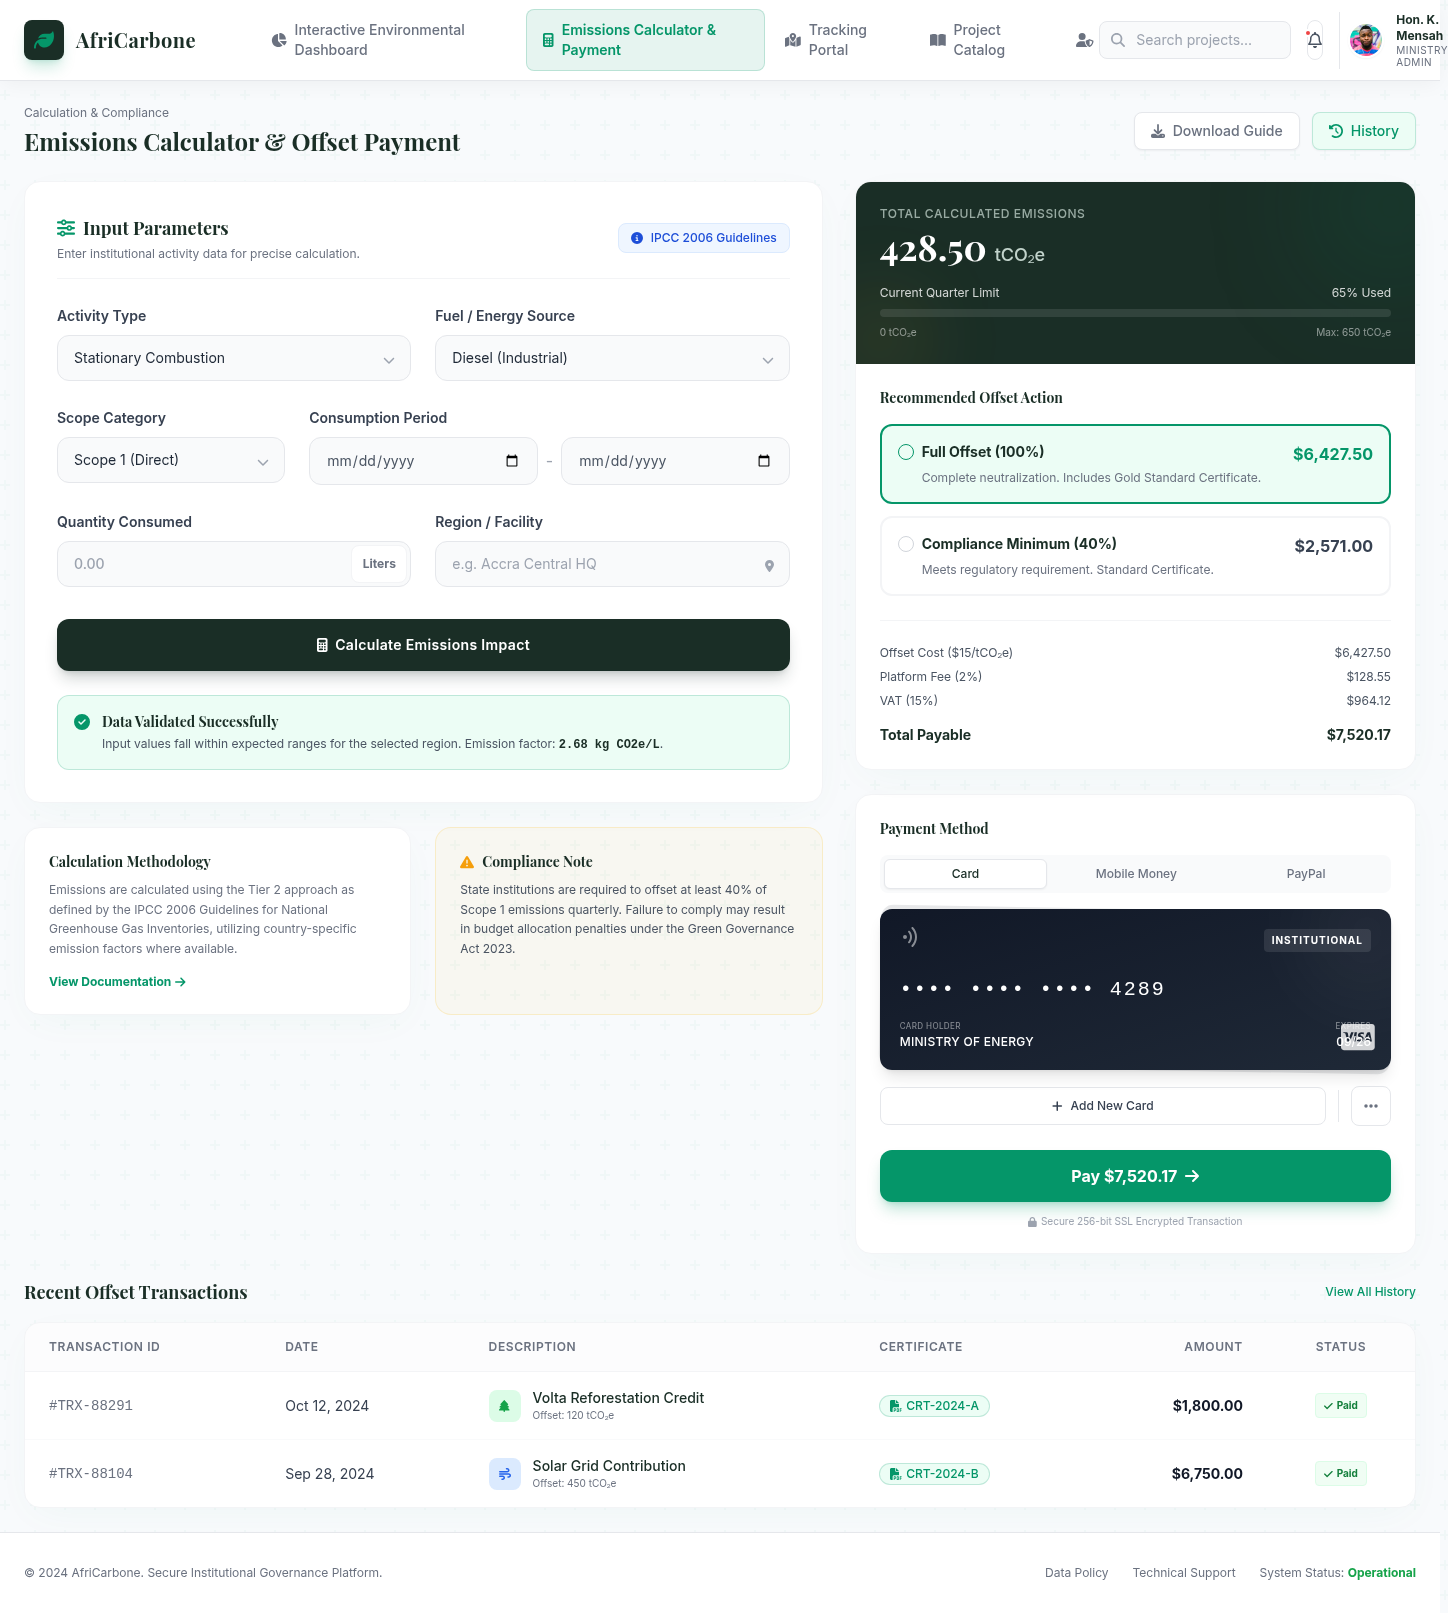 AfriCarbone
Interactive Environmental
Dashboard
Emissions Calculator &
Payment
Tracking
Portal
Project
Catalog
Search projects...
Hon. K.
Mensah
MINISTRY
ADMIN
Calculation & Compliance
Emissions Calculator & Offset Payment
Download Guide
History
Input Parameters
Enter institutional activity data for precise calculation.
IPCC 2006 Guidelines
Activity Type
Fuel / Energy Source
Stationary Combustion
Diesel (Industrial)
Scope Category
Consumption Period
Scope 1 (Direct)
mm/dd/yyyy
-
mm/dd/yyyy
Quantity Consumed
Region / Facility
0.00
Liters
e.g. Accra Central HQ
Calculate Emissions Impact
Data Validated Successfully
Input values fall within expected ranges for the selected region. Emission factor: 2.68 kg CO2e/L.
Calculation Methodology
Emissions are calculated using the Tier 2 approach as
defined by the IPCC 2006 Guidelines for National
Greenhouse Gas Inventories, utilizing country-specific
emission factors where available.
View Documentation →
Compliance Note
State institutions are required to offset at least 40% of
Scope 1 emissions quarterly. Failure to comply may result
in budget allocation penalties under the Green Governance
Act 2023.
TOTAL CALCULATED EMISSIONS
428.50 tCO₂e
Current Quarter Limit
65% Used
0 tCO₂e
Max: 650 tCO₂e
Recommended Offset Action
Full Offset (100%)
$6,427.50
Complete neutralization. Includes Gold Standard Certificate.
Compliance Minimum (40%)
$2,571.00
Meets regulatory requirement. Standard Certificate.
Offset Cost ($15/tCO₂e)
$6,427.50
Platform Fee (2%)
$128.55
VAT (15%)
$964.12
Total Payable
$7,520.17
Payment Method
Card
Mobile Money
PayPal
INSTITUTIONAL
•••• •••• •••• 4289
CARD HOLDER
EXPIRES
MINISTRY OF ENERGY
09/26
VISA
+ Add New Card
Pay $7,520.17 →
Secure 256-bit SSL Encrypted Transaction
Recent Offset Transactions
View All History
TRANSACTION ID
DATE
DESCRIPTION
CERTIFICATE
AMOUNT
STATUS
#TRX-88291
Oct 12, 2024
Volta Reforestation Credit
Offset: 120 tCO₂e
CRT-2024-A
$1,800.00
Paid
#TRX-88104
Sep 28, 2024
Solar Grid Contribution
Offset: 450 tCO₂e
CRT-2024-B
$6,750.00
Paid
© 2024 AfriCarbone. Secure Institutional Governance Platform.
Data Policy
Technical Support
System Status: Operational